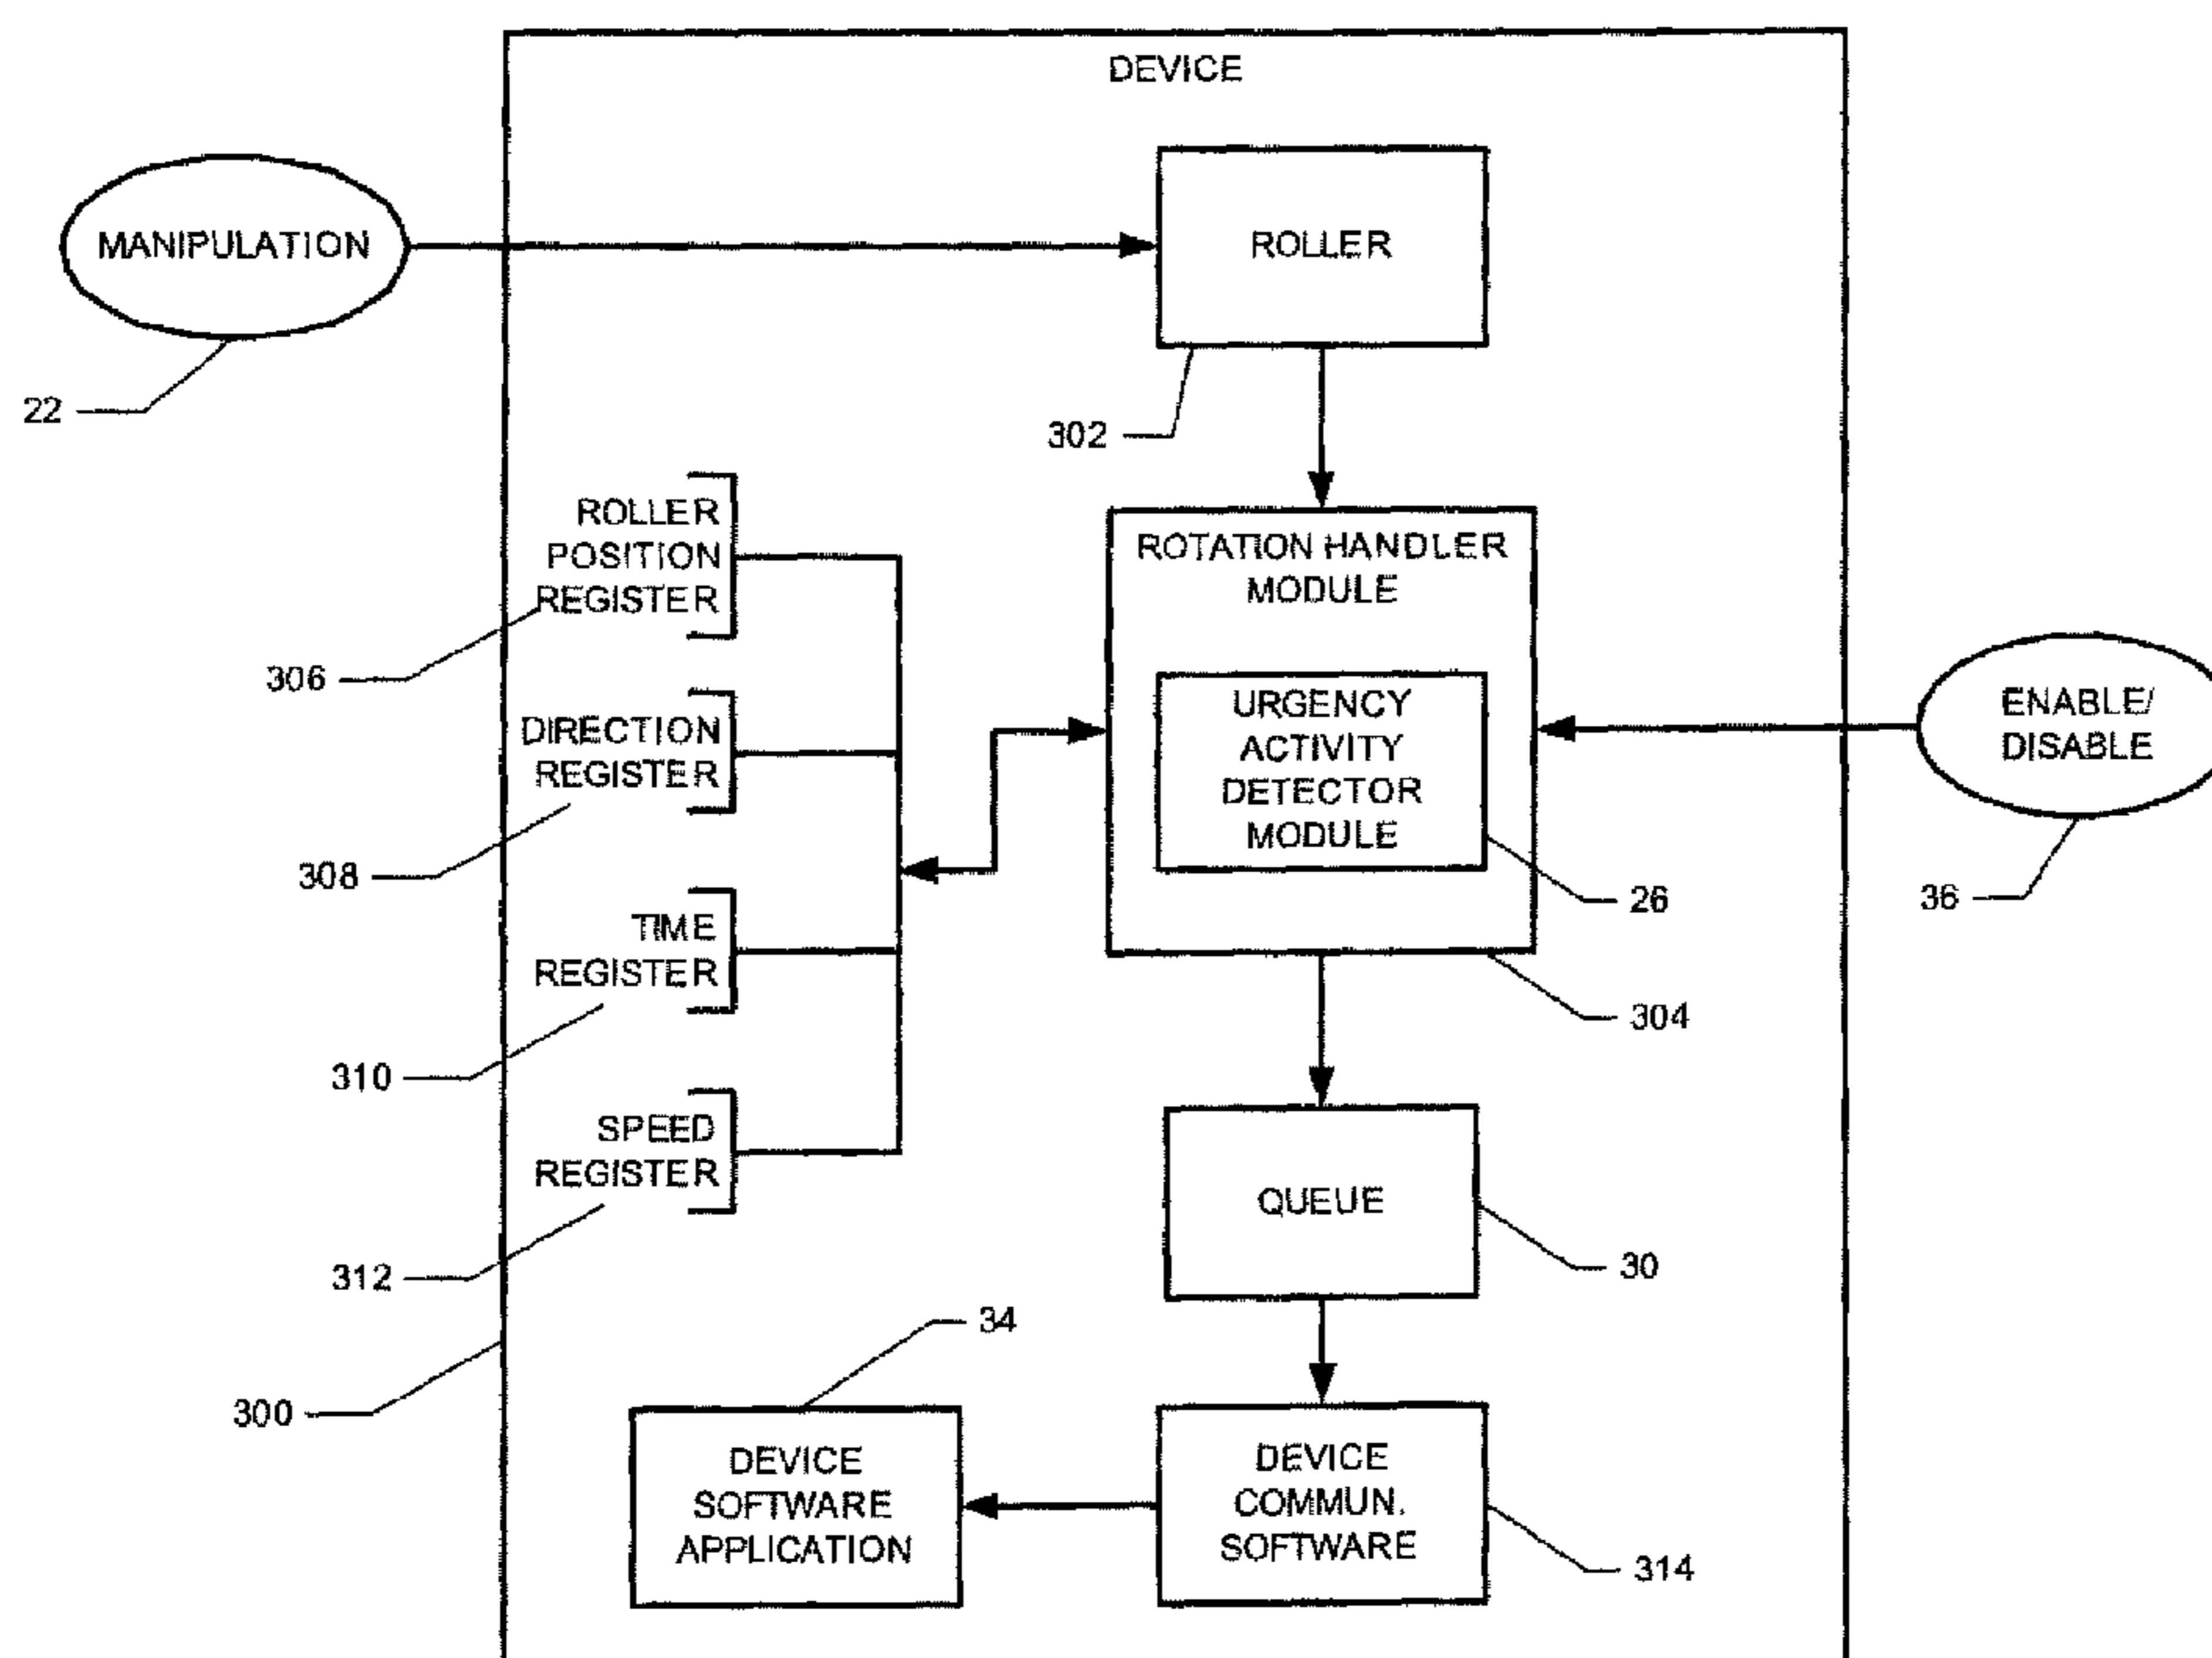 DEVICE
MANIPULATION
ROLLER
22
302
ROLLER
POSITION
REGISTER
306
ROTATION HANDLER
MODULE
URGENCY
ACTIVITY
DETECTOR
MODULE
ENABLE/
DISABLE
DIRECTION
REGISTER
308
26
36
TIME
REGISTER
304
310
SPEED
REGISTER
312
QUEUE
30
34
300
DEVICE
SOFTWARE
APPLICATION
DEVICE
COMMUN.
SOFTWARE
314